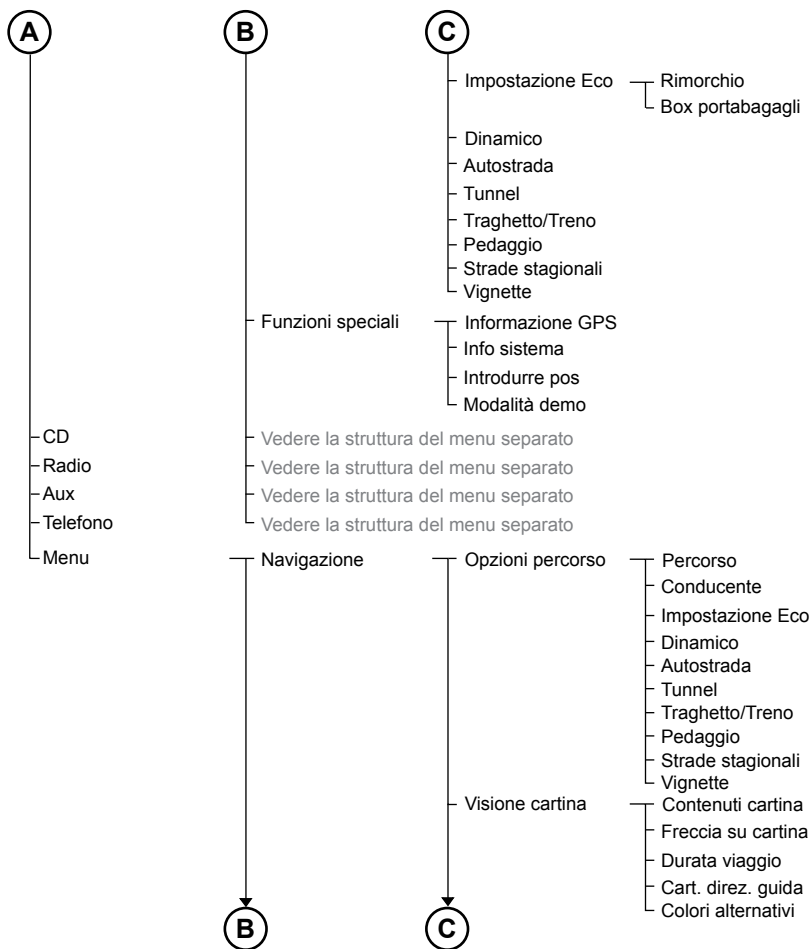 A B C
Impostazione Eco Rimorchio
Box portabagagli
Dinamico
Autostrada
Tunnel
Traghetto/Treno
Pedaggio
Strade stagionali
Vignette
Funzioni speciali Informazione GPS
Info sistema
Introdurre pos
Modalità demo
CD Vedere la struttura del menu separato
Radio Vedere la struttura del menu separato
Aux Vedere la struttura del menu separato
Telefono Vedere la struttura del menu separato
Menu Navigazione Opzioni percorso Percorso
Conducente
Impostazione Eco
Dinamico
Autostrada
Tunnel
Traghetto/Treno
Pedaggio
Strade stagionali
Vignette
Visione cartina Contenuti cartina
Freccia su cartina
Durata viaggio
Cart. direz. guida
Colori alternativi
B C